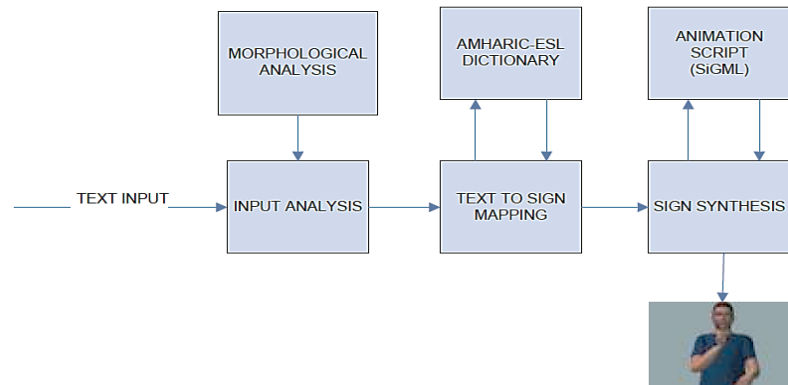 MORPHOLOGICAL
ANALYSIS
AMHARIC-ESL
DICTIONARY
ANIMATION
SCRIPT
(SiGML)
TEXT INPUT
INPUT ANALYSIS
TEXT TO SIGN
MAPPING
SIGN SYNTHESIS